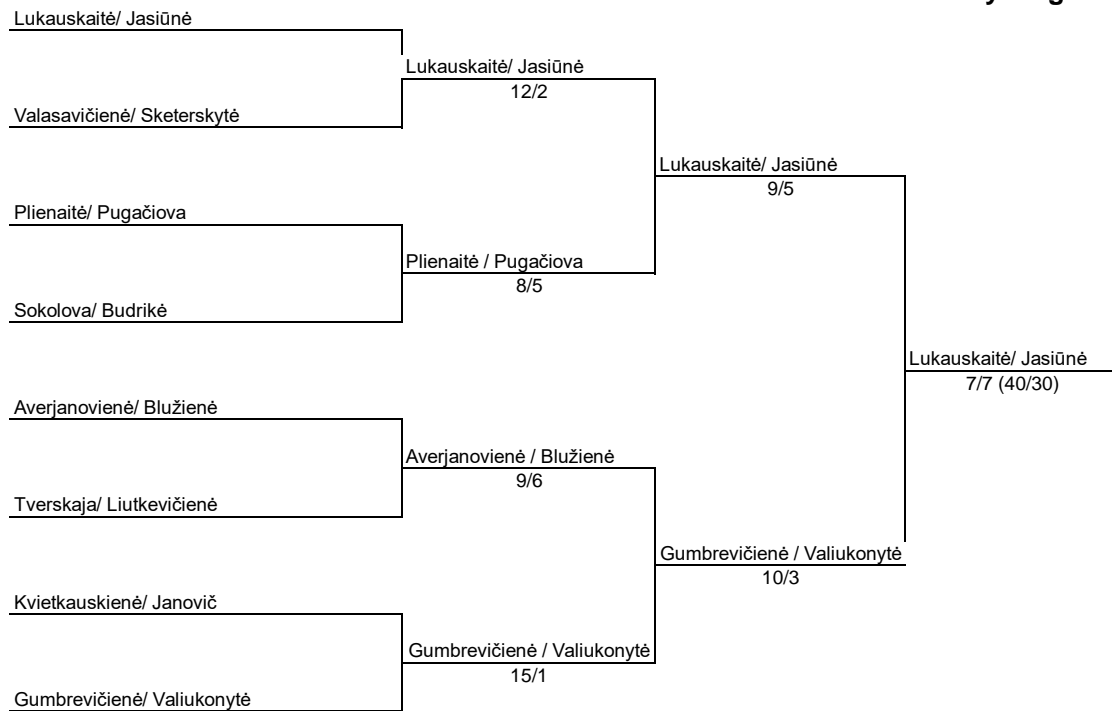 Lukauskaitė/ Jasiūnė
Lukauskaitė/ Jasiūnė
12/2
Valasavičienė/ Sketerskytė
Lukauskaitė/ Jasiūnė
9/5
Plienaitė/ Pugačiova
Plienaitė / Pugačiova
8/5
Sokolova/ Budrikė
Lukauskaitė/ Jasiūnė
7/7 (40/30)
Averjanovienė/ Blužienė
Averjanovienė / Blužienė
9/6
Tverskaja/ Liutkevičienė
Gumbrevičienė / Valiukonytė
10/3
Kvietkauskienė/ Janovič
Gumbrevičienė / Valiukonytė
15/1
Gumbrevičienė/ Valiukonytė